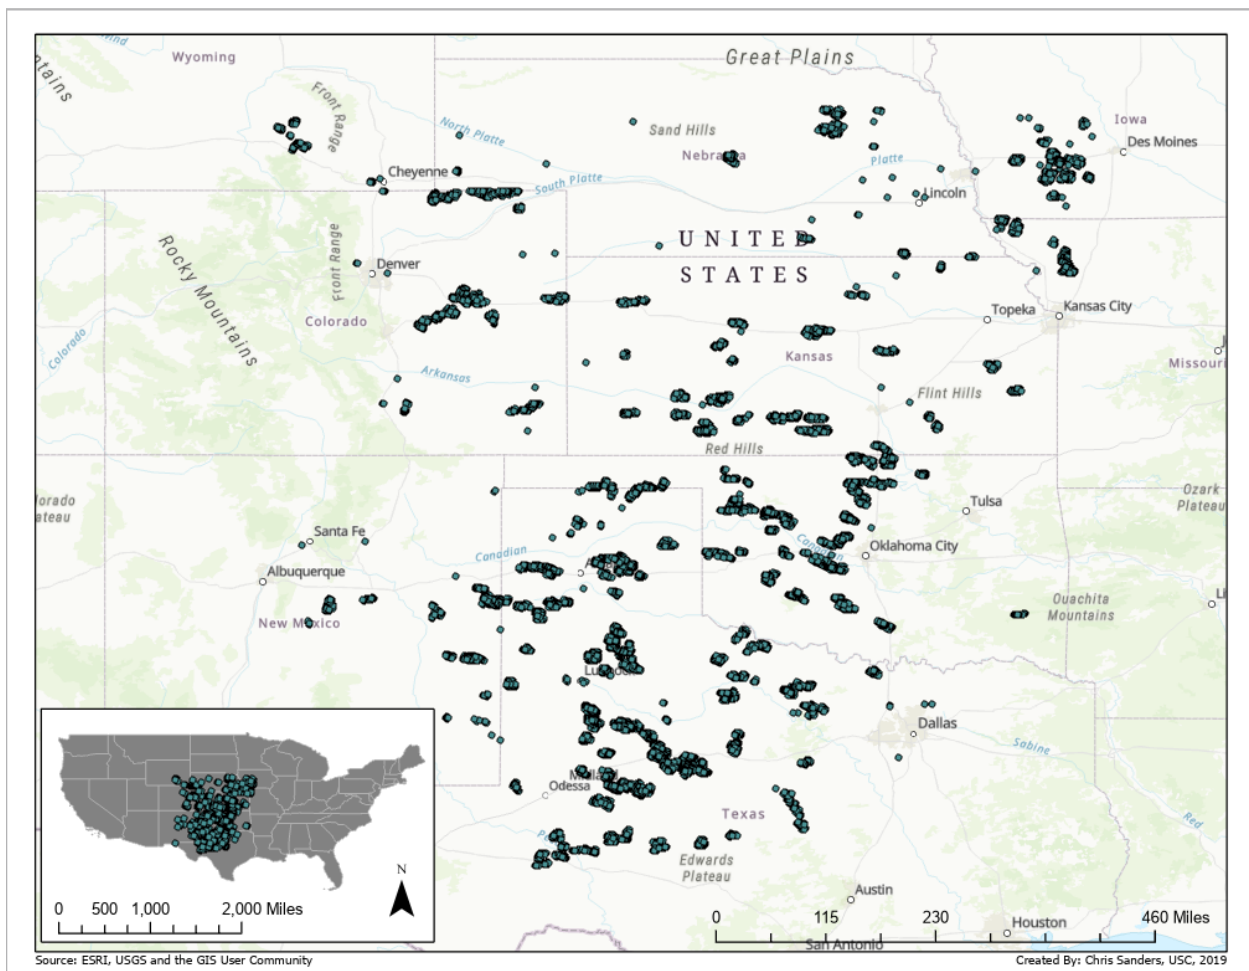 Wyoming
Great Plains
Front Range
North Platte
Sand Hills
Iowa
Des Moines
Platte
Cheyenne
South Platte
Lincoln
UNITED
STATES
Rocky Mountains
Front Range
Denver
Colorado
Topeka
Kansas City
Colorado
Kansas
Missouri
Arkansas
Flint Hills
Red Hills
Ozark
Plateau
Tulsa
Santa Fe
Canadian
Oklahoma City
Albuquerque
Ouachita
Mountains
New Mexico
Dallas
Sabine
Odessa
Texas
Red
Edwards
Plateau
Austin
Houston
San Antonio
N
0 500 1,000 2,000 Miles
0 115 230 460 Miles
Source: ESRI, USGS and the GIS User Community
Created By: Chris Sanders, USC, 2019